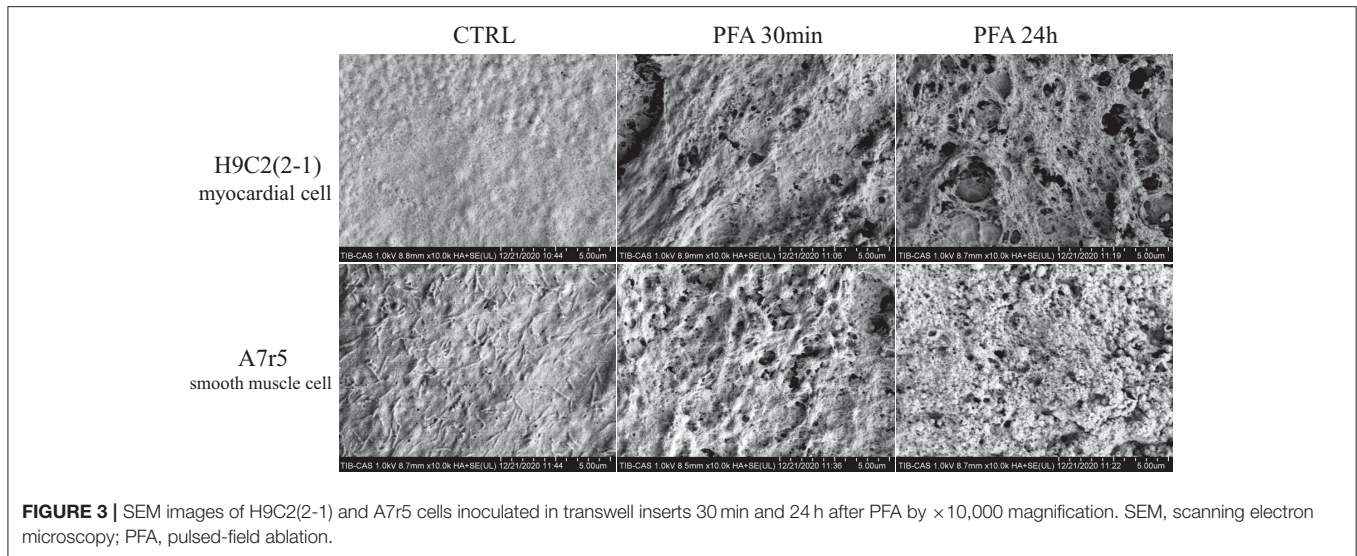 CTRL PFA 30min PFA 24h
H9C2(2-1)
myocardial cell
TIB-CAS 1.0kV 8.8mm x10.0k HA+SE(UL) 12/21/2020 10:44 5.00um
TIB-CAS 1.0kV 8.9mm x10.0k HA+SE(UL) 12/21/2020 11:06 5.00um
TIB-CAS 1.0kV 8.7mm x10.0k HA+SE(UL) 12/21/2020 11:19 5.00um
A7r5
smooth muscle cell
TIB-CAS 1.0kV 8.7mm x10.0k HA+SE(UL) 12/21/2020 11:44 5.00um
TIB-CAS 1.0kV 8.5mm x10.0k HA+SE(UL) 12/21/2020 11:36 5.00um
TIB-CAS 1.0kV 8.7mm x10.0k HA+SE(UL) 12/21/2020 11:22 5.00um
FIGURE 3 | SEM images of H9C2(2-1) and A7r5 cells inoculated in transwell inserts 30 min and 24 h after PFA by ×10,000 magnification. SEM, scanning electron
microscopy; PFA, pulsed-field ablation.